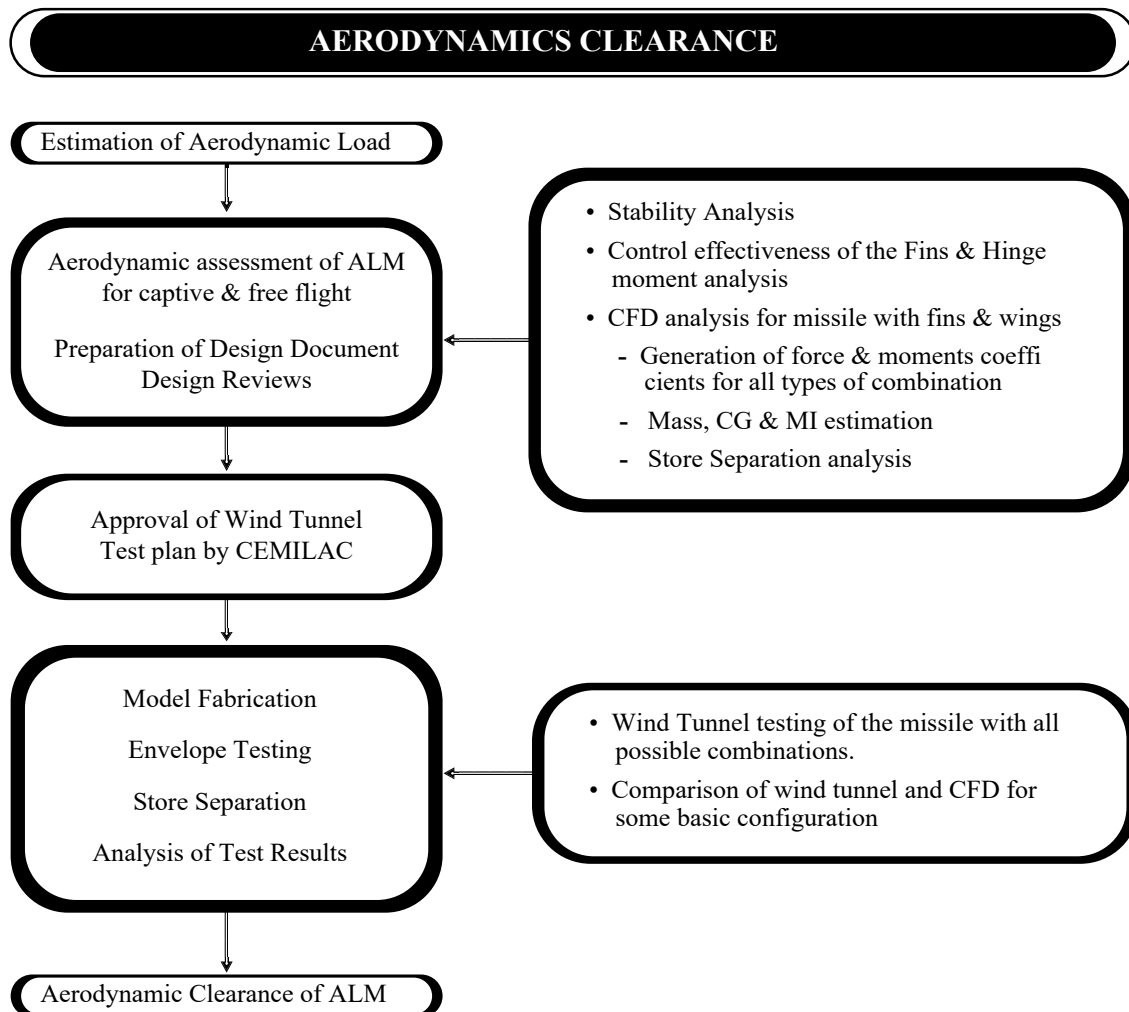 AERODYNAMICS CLEARANCE
Estimation of Aerodynamic Load
Aerodynamic assessment of ALM
for captive & free flight
Preparation of Design Document
Design Reviews
• Stability Analysis
• Control effectiveness of the Fins & Hinge
moment analysis
• CFD analysis for missile with fins & wings
- Generation of force & moments coeffi
cients for all types of combination
- Mass, CG & MI estimation
- Store Separation analysis
Approval of Wind Tunnel
Test plan by CEMILAC
Model Fabrication
Envelope Testing
Store Separation
Analysis of Test Results
• Wind Tunnel testing of the missile with all
possible combinations.
• Comparison of wind tunnel and CFD for
some basic configuration
Aerodynamic Clearance of ALM